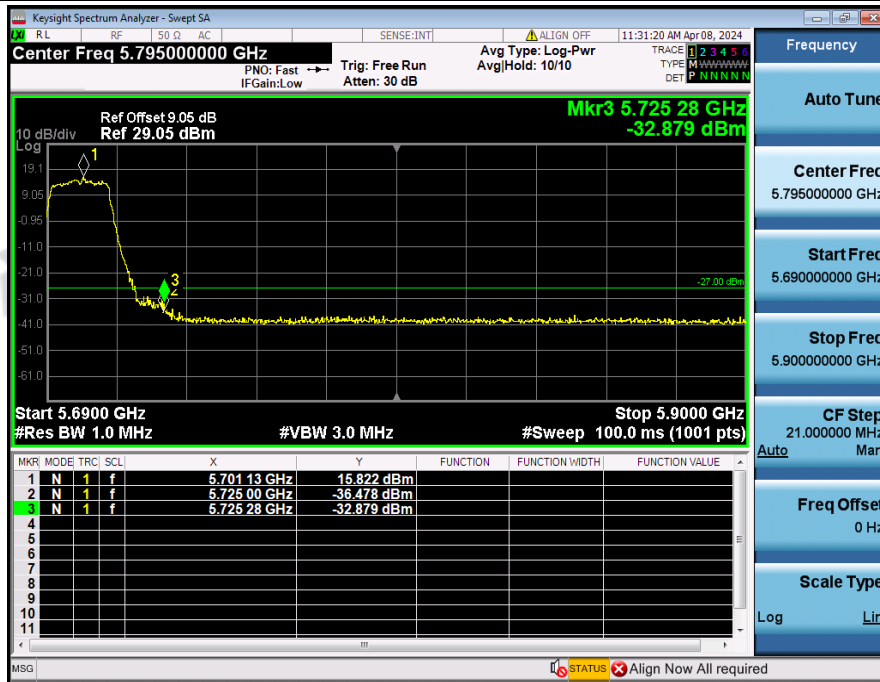 Keysight Spectrum Analyzer - Swept SA
LXI RL RF 50 Ω AC SENSE:INT ALIGN OFF 11:31:20 AM Apr 08, 2024
Center Freq 5.795000000 GHz
PNO: Fast
IFGain:Low
Trig: Free Run
Atten: 30 dB
Avg Type: Log-Pwr
Avg|Hold: 10/10
TRACE 1 2 3 4 5 6
TYPE M WWWWW
DET P N N N N N
Mkr3 5.725 28 GHz
-32.879 dBm
Ref Offset 9.05 dB
10 dB/div Ref 29.05 dBm
Log
19.1
9.05
-0.95
-11.0
-21.0
-31.0
-41.0
-51.0
-61.0
1
3
2
-27.00 dBm
Start 5.6900 GHz Stop 5.9000 GHz
#Res BW 1.0 MHz #VBW 3.0 MHz #Sweep 100.0 ms (1001 pts)
MKR MODE TRC SCL X Y FUNCTION FUNCTION WIDTH FUNCTION VALUE
1 N 1 f 5.701 13 GHz 15.822 dBm
2 N 1 f 5.725 00 GHz -36.478 dBm
3 N 1 f 5.725 28 GHz -32.879 dBm
4
5
6
7
8
9
10
11
MSG STATUS Align Now All required
Frequency
Auto Tune
Center Freq
5.795000000 GHz
Start Freq
5.690000000 GHz
Stop Freq
5.900000000 GHz
CF Step
21.000000 MHz
Auto Man
Freq Offset
0 Hz
Scale Type
Log Lin